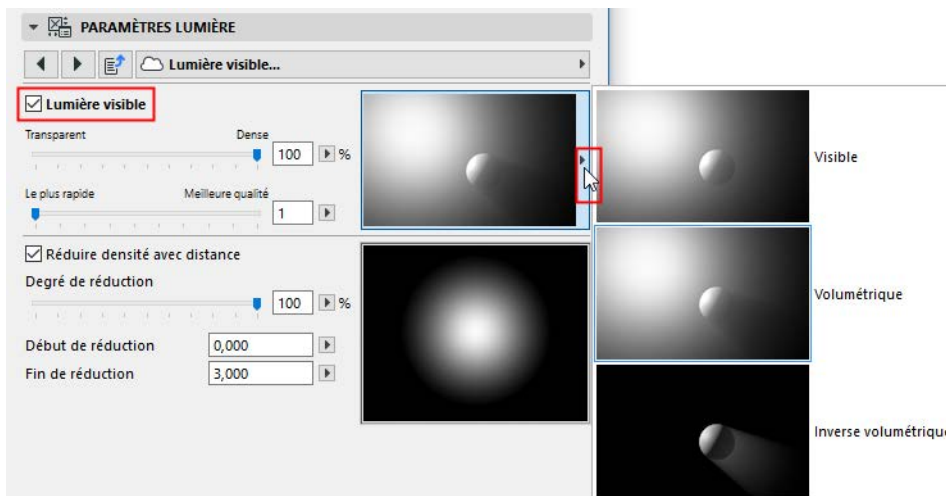 PARAMÈTRES LUMIÈRE
Lumière visible...
Lumière visible
Transparent Dense
100 %
Le plus rapide Meilleure qualité
1
Réduire densité avec distance
Degré de réduction
100 %
Début de réduction 0,000
Fin de réduction 3,000
Visible
Volumétrique
Inverse volumétrique